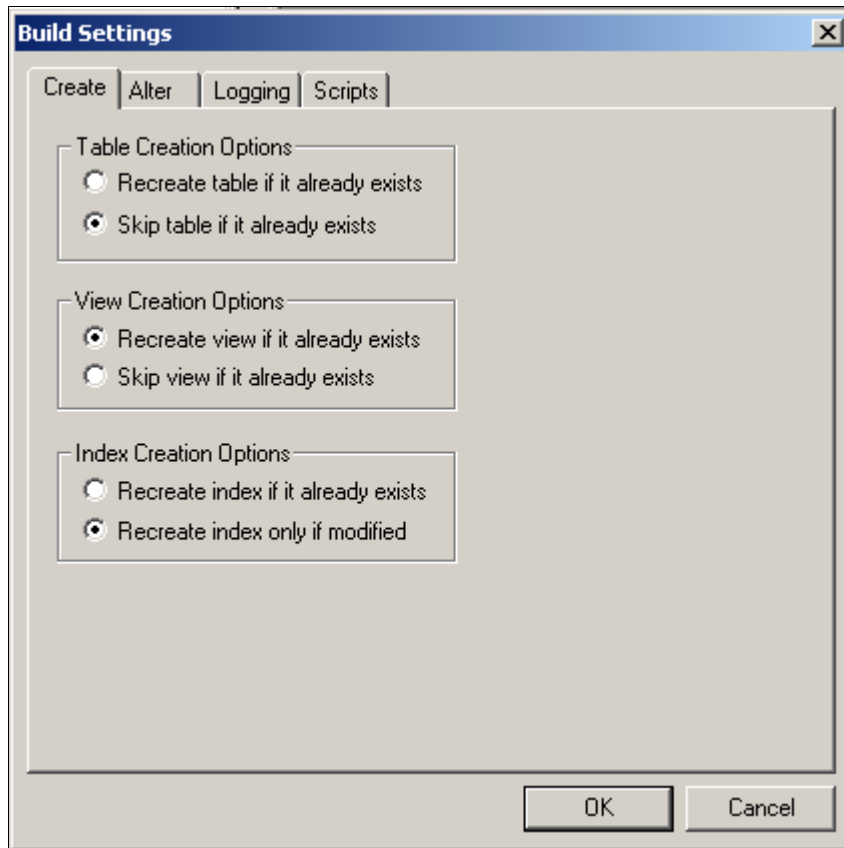 Build Settings
Create Alter Logging Scripts
Table Creation Options
Recreate table if it already exists
Skip table if it already exists
View Creation Options
Recreate view if it already exists
Skip view if it already exists
Index Creation Options
Recreate index if it already exists
Recreate index only if modified
OK Cancel